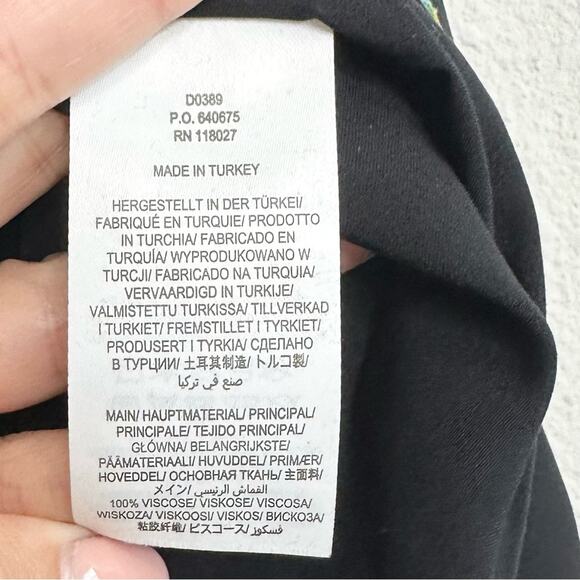 D0389
P.O. 640675
RN 118027
MADE IN TURKEY
HERGESTELLT IN DER TÜRKEI/
FABRIQUÉ EN TURQUIE/ PRODOTTO
IN TURCHIA/ FABRICADO EN
TURQUÍA/ WYPRODUKOWANO W
TURCJI/ FABRICADO NA TURQUIA/
VERVAARDIGD IN TURKIJE/
VALMISTETTU TURKISSA/ TILLVERKAD
I TURKIET/ FREMSTILLET I TYRKIET/
PRODUSERT I TYRKIA/ СДЕЛАНО
В ТУРЦИИ/ 土耳其制造/ トルコ製/
صنع في تركيا
MAIN/ HAUPTMATERIAL/ PRINCIPAL/
PRINCIPALE/ TEJIDO PRINCIPAL/
GŁÓWNA/ BELANGRIJKSTE/
PÄÄMATERIAALI/ HUVUDDEL/ PRIMÆR/
HOVEDDEL/ ОСНОВНАЯ ТКАНЬ/ 主面料/
メイン/ القماش الرئيسي/
100% VISCOSE/ VISKOSE/ VISCOSA/
WISKOZA/ VISKOOSI/ VISKOS/ ВИСКОЗА/
粘胶纤维/ ビスコース/ فسكوز/